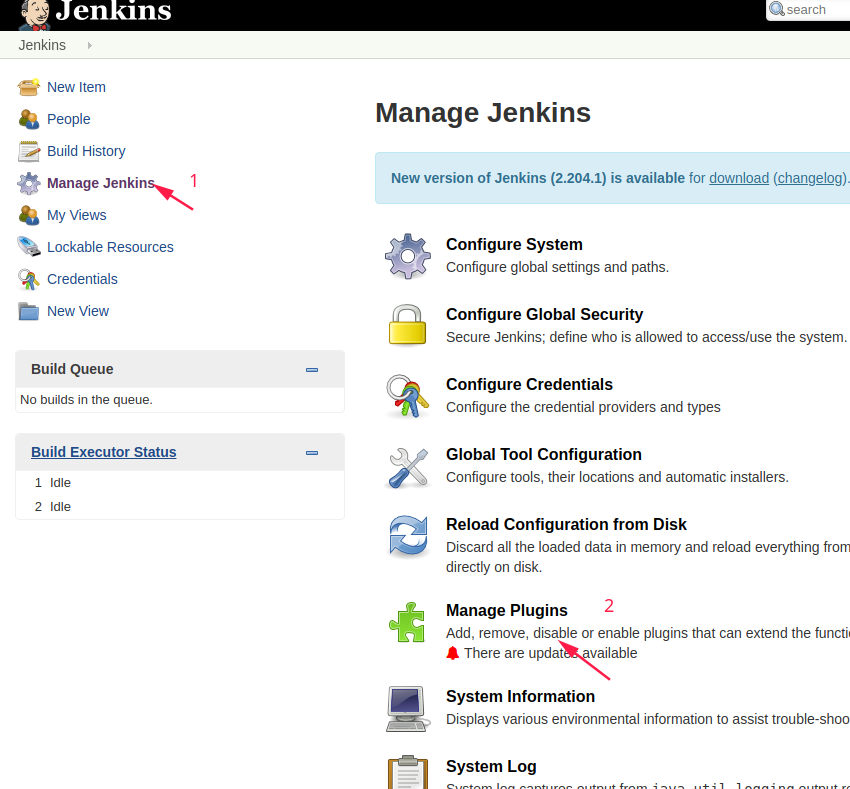 Jenkins
search
Jenkins
New Item
People
Build History
Manage Jenkins
1
My Views
Lockable Resources
Credentials
New View
Build Queue
No builds in the queue.
Build Executor Status
1 Idle
2 Idle
Manage Jenkins
New version of Jenkins (2.204.1) is available for download (changelog).
Configure System
Configure global settings and paths.
Configure Global Security
Secure Jenkins; define who is allowed to access/use the system.
Configure Credentials
Configure the credential providers and types
Global Tool Configuration
Configure tools, their locations and automatic installers.
Reload Configuration from Disk
Discard all the loaded data in memory and reload everything from
directly on disk.
Manage Plugins
2
Add, remove, disable or enable plugins that can extend the functi
There are updates available
System Information
Displays various environmental information to assist trouble-shoo
System Log
System log captures output from java.util.logging output re